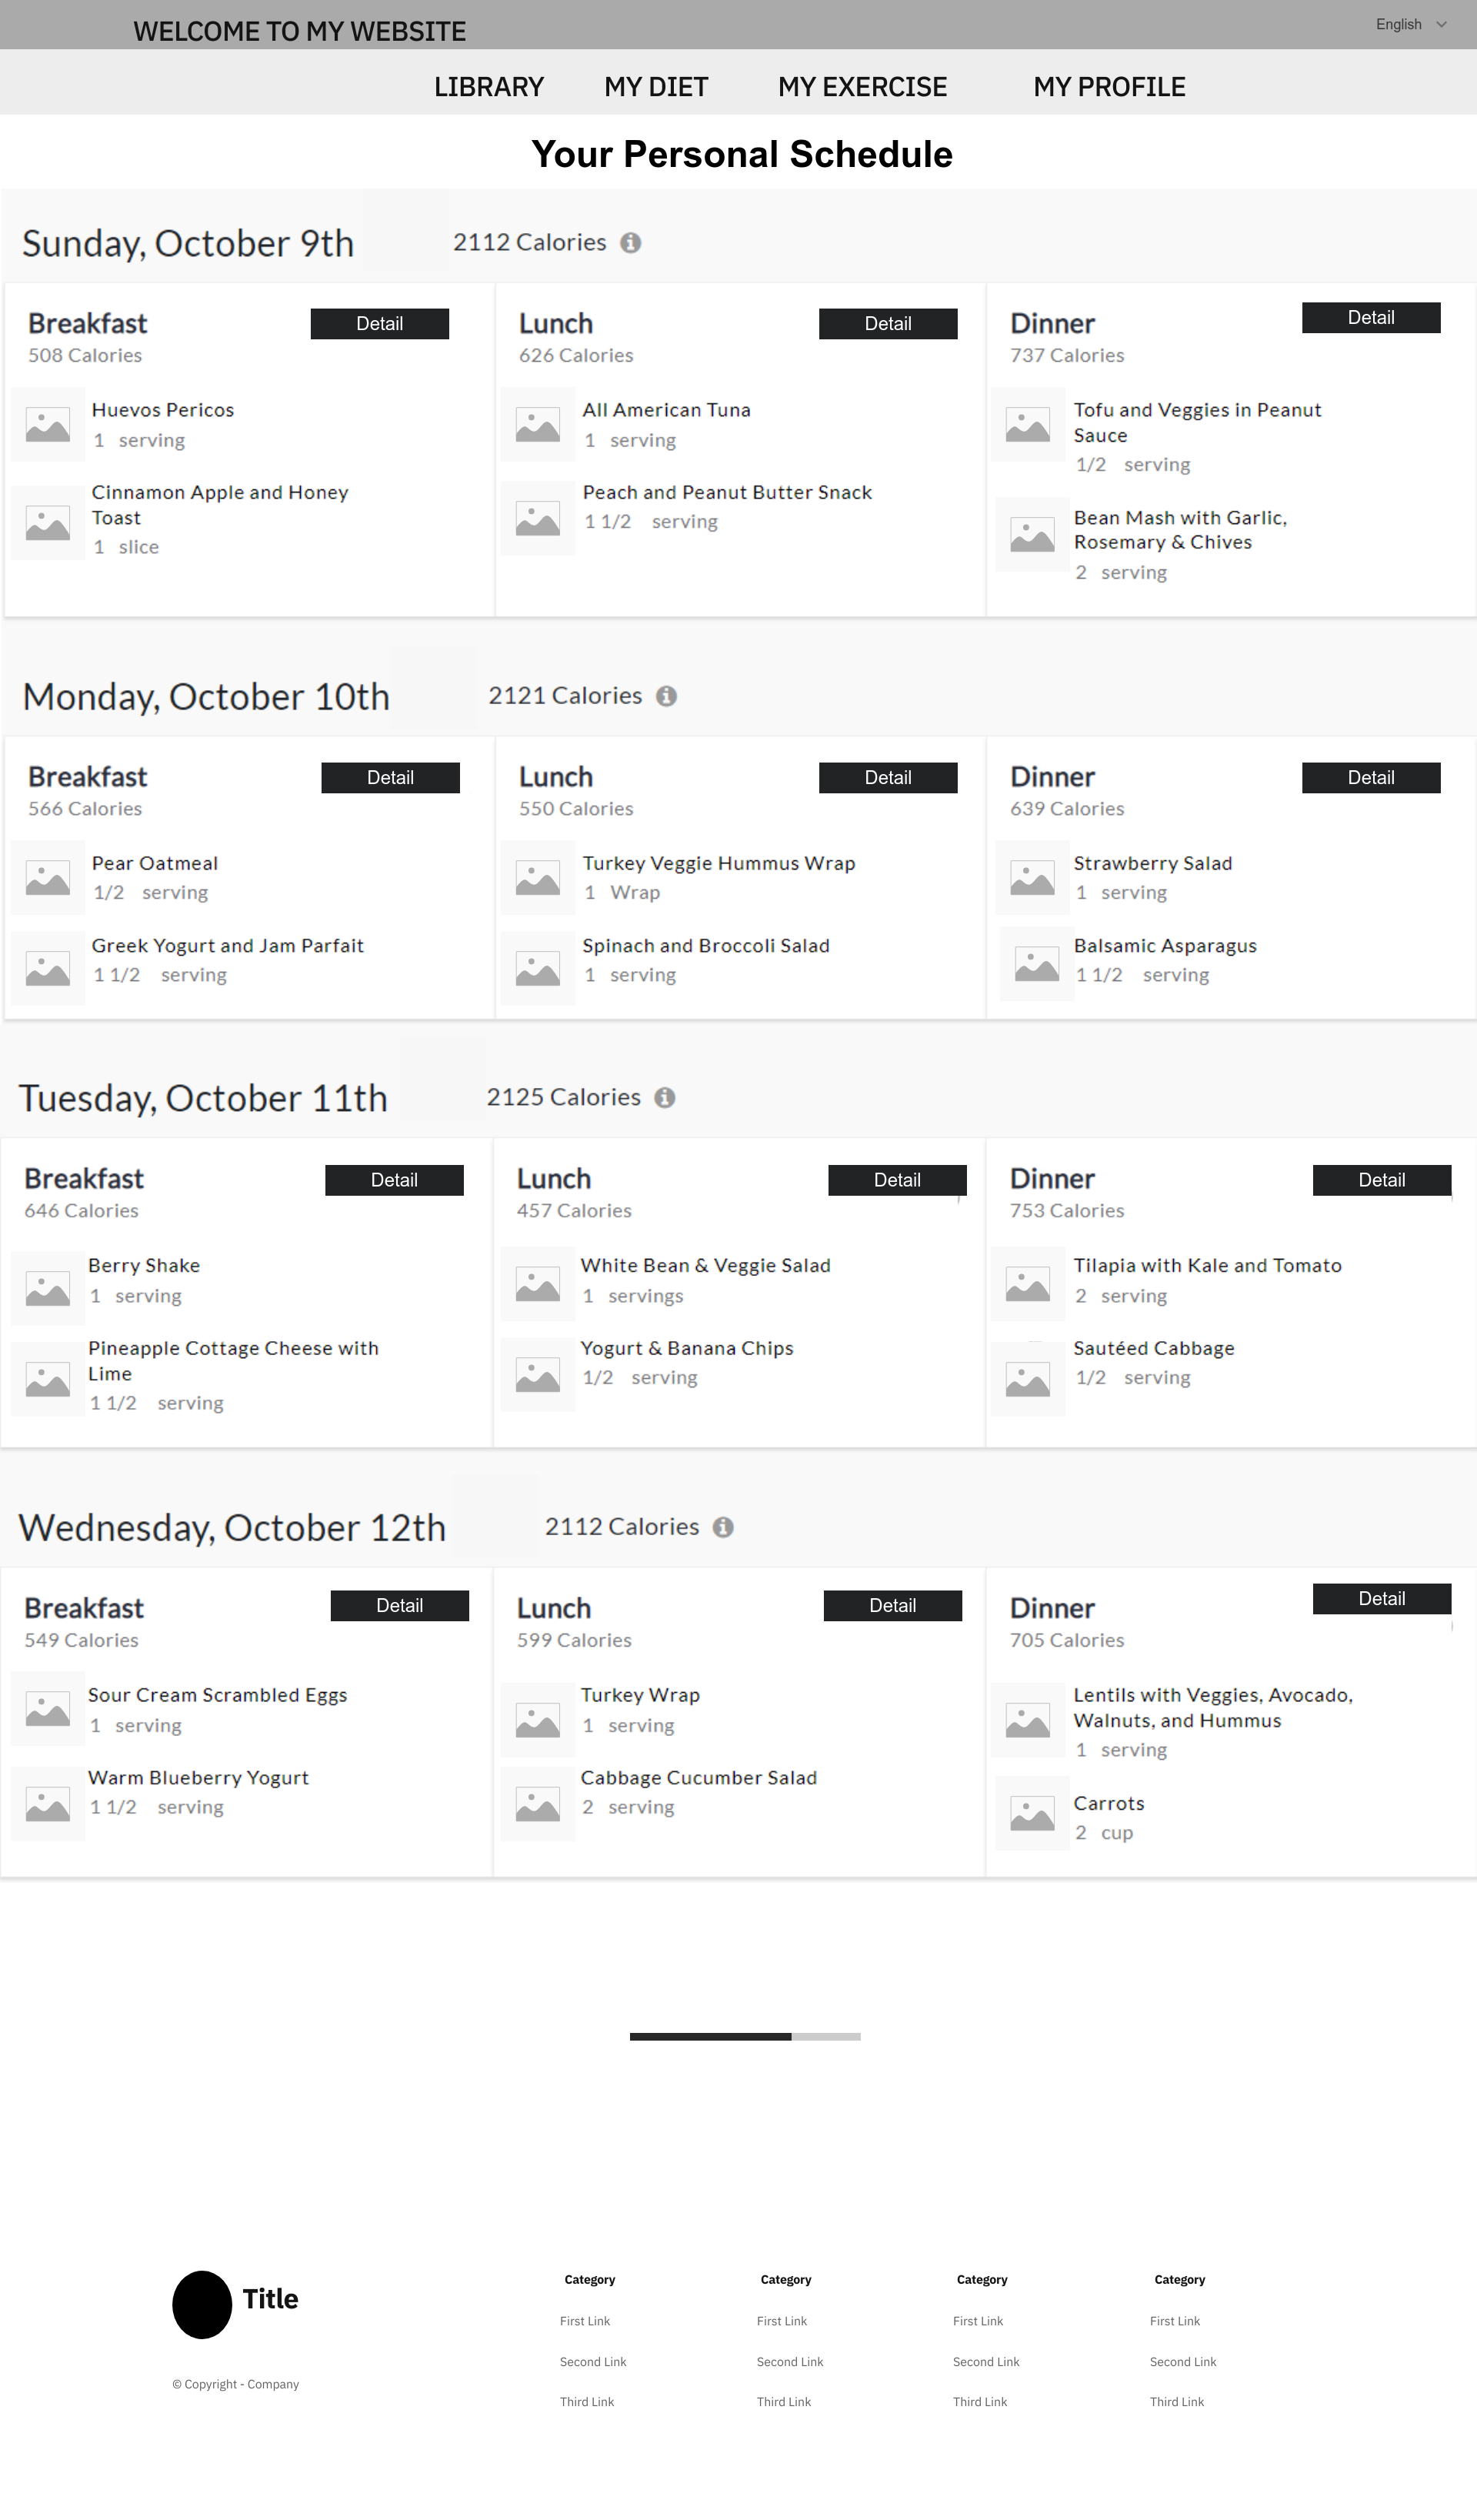 WELCOME TO MY WEBSITE
English
LIBRARY MY DIET MY EXERCISE MY PROFILE
Your Personal Schedule
Sunday, October 9th 2112 Calories
Breakfast
Detail
508 Calories
Huevos Pericos
1 serving
Cinnamon Apple and Honey
Toast
1 slice
Lunch
Detail
626 Calories
All American Tuna
1 serving
Peach and Peanut Butter Snack
1 1/2 serving
Dinner
Detail
737 Calories
Tofu and Veggies in Peanut
Sauce
1/2 serving
Bean Mash with Garlic,
Rosemary & Chives
2 serving
Monday, October 10th 2121 Calories
Breakfast
Detail
566 Calories
Pear Oatmeal
1/2 serving
Greek Yogurt and Jam Parfait
1 1/2 serving
Lunch
Detail
550 Calories
Turkey Veggie Hummus Wrap
1 Wrap
Spinach and Broccoli Salad
1 serving
Dinner
Detail
639 Calories
Strawberry Salad
1 serving
Balsamic Asparagus
1 1/2 serving
Tuesday, October 11th 2125 Calories
Breakfast
Detail
646 Calories
Berry Shake
1 serving
Pineapple Cottage Cheese with
Lime
1 1/2 serving
Lunch
Detail
457 Calories
White Bean & Veggie Salad
1 servings
Yogurt & Banana Chips
1/2 serving
Dinner
Detail
753 Calories
Tilapia with Kale and Tomato
2 serving
Sautéed Cabbage
1/2 serving
Wednesday, October 12th 2112 Calories
Breakfast
Detail
549 Calories
Sour Cream Scrambled Eggs
1 serving
Warm Blueberry Yogurt
1 1/2 serving
Lunch
Detail
599 Calories
Turkey Wrap
1 serving
Cabbage Cucumber Salad
2 serving
Dinner
Detail
705 Calories
Lentils with Veggies, Avocado,
Walnuts, and Hummus
1 serving
Carrots
2 cup
Title
© Copyright - Company
Category
First Link
Second Link
Third Link
Category
First Link
Second Link
Third Link
Category
First Link
Second Link
Third Link
Category
First Link
Second Link
Third Link